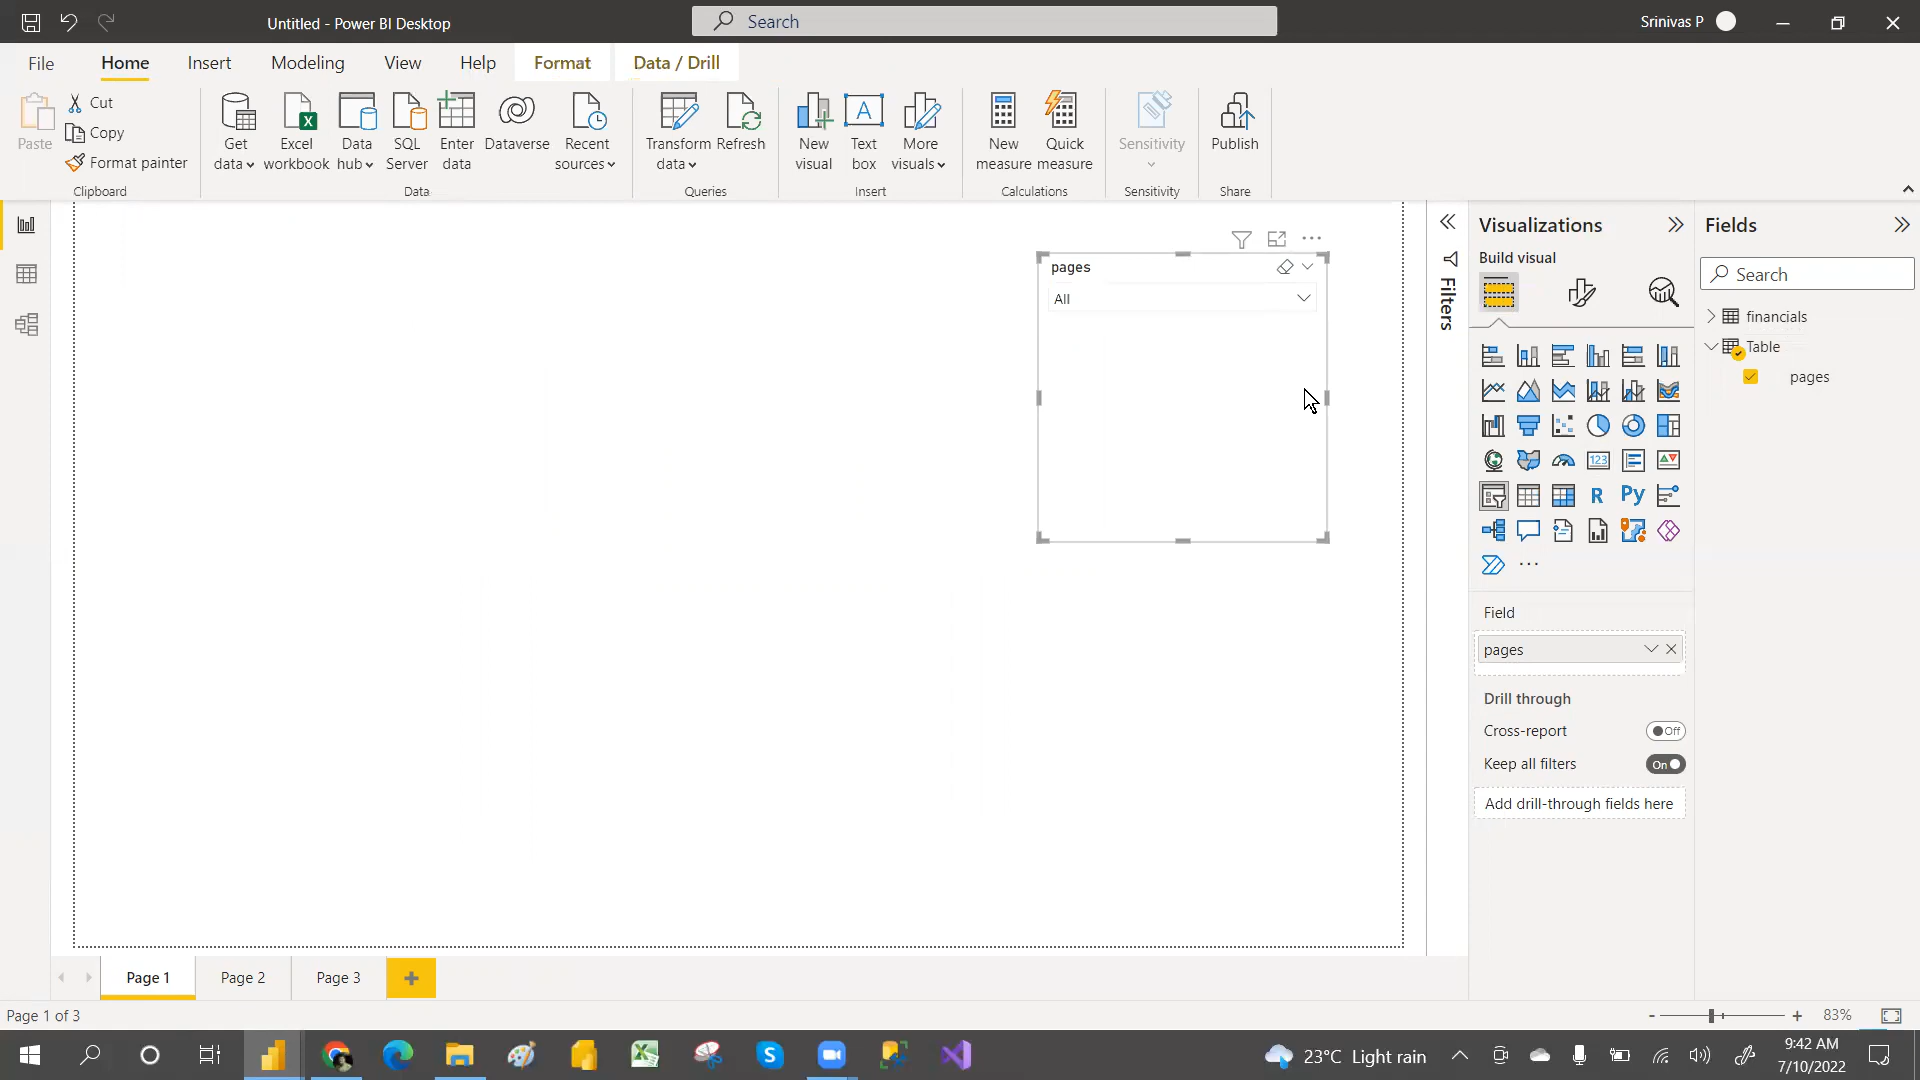 Untitled - Power BI Desktop
Search
Srinivas P
File
Home
Insert
Modeling
View
Help
Format
Data / Drill
Paste
Cut
Copy
Format painter
Clipboard
Get data
Excel workbook
Data hub
SQL Server
Enter data
Dataverse
Recent sources
Data
Transform data
Refresh
Queries
New visual
Text box
More visuals
Insert
New measure
Quick measure
Calculations
Sensitivity
Sensitivity
Publish
Share
pages
All
Filters
Visualizations
Build visual
123
R
Py
Field
pages
Drill through
Cross-report
Off
Keep all filters
On
Add drill-through fields here
Fields
Search
financials
Table
pages
Page 1
Page 2
Page 3
Page 1 of 3
83%
23°C Light rain
9:42 AM
7/10/2022